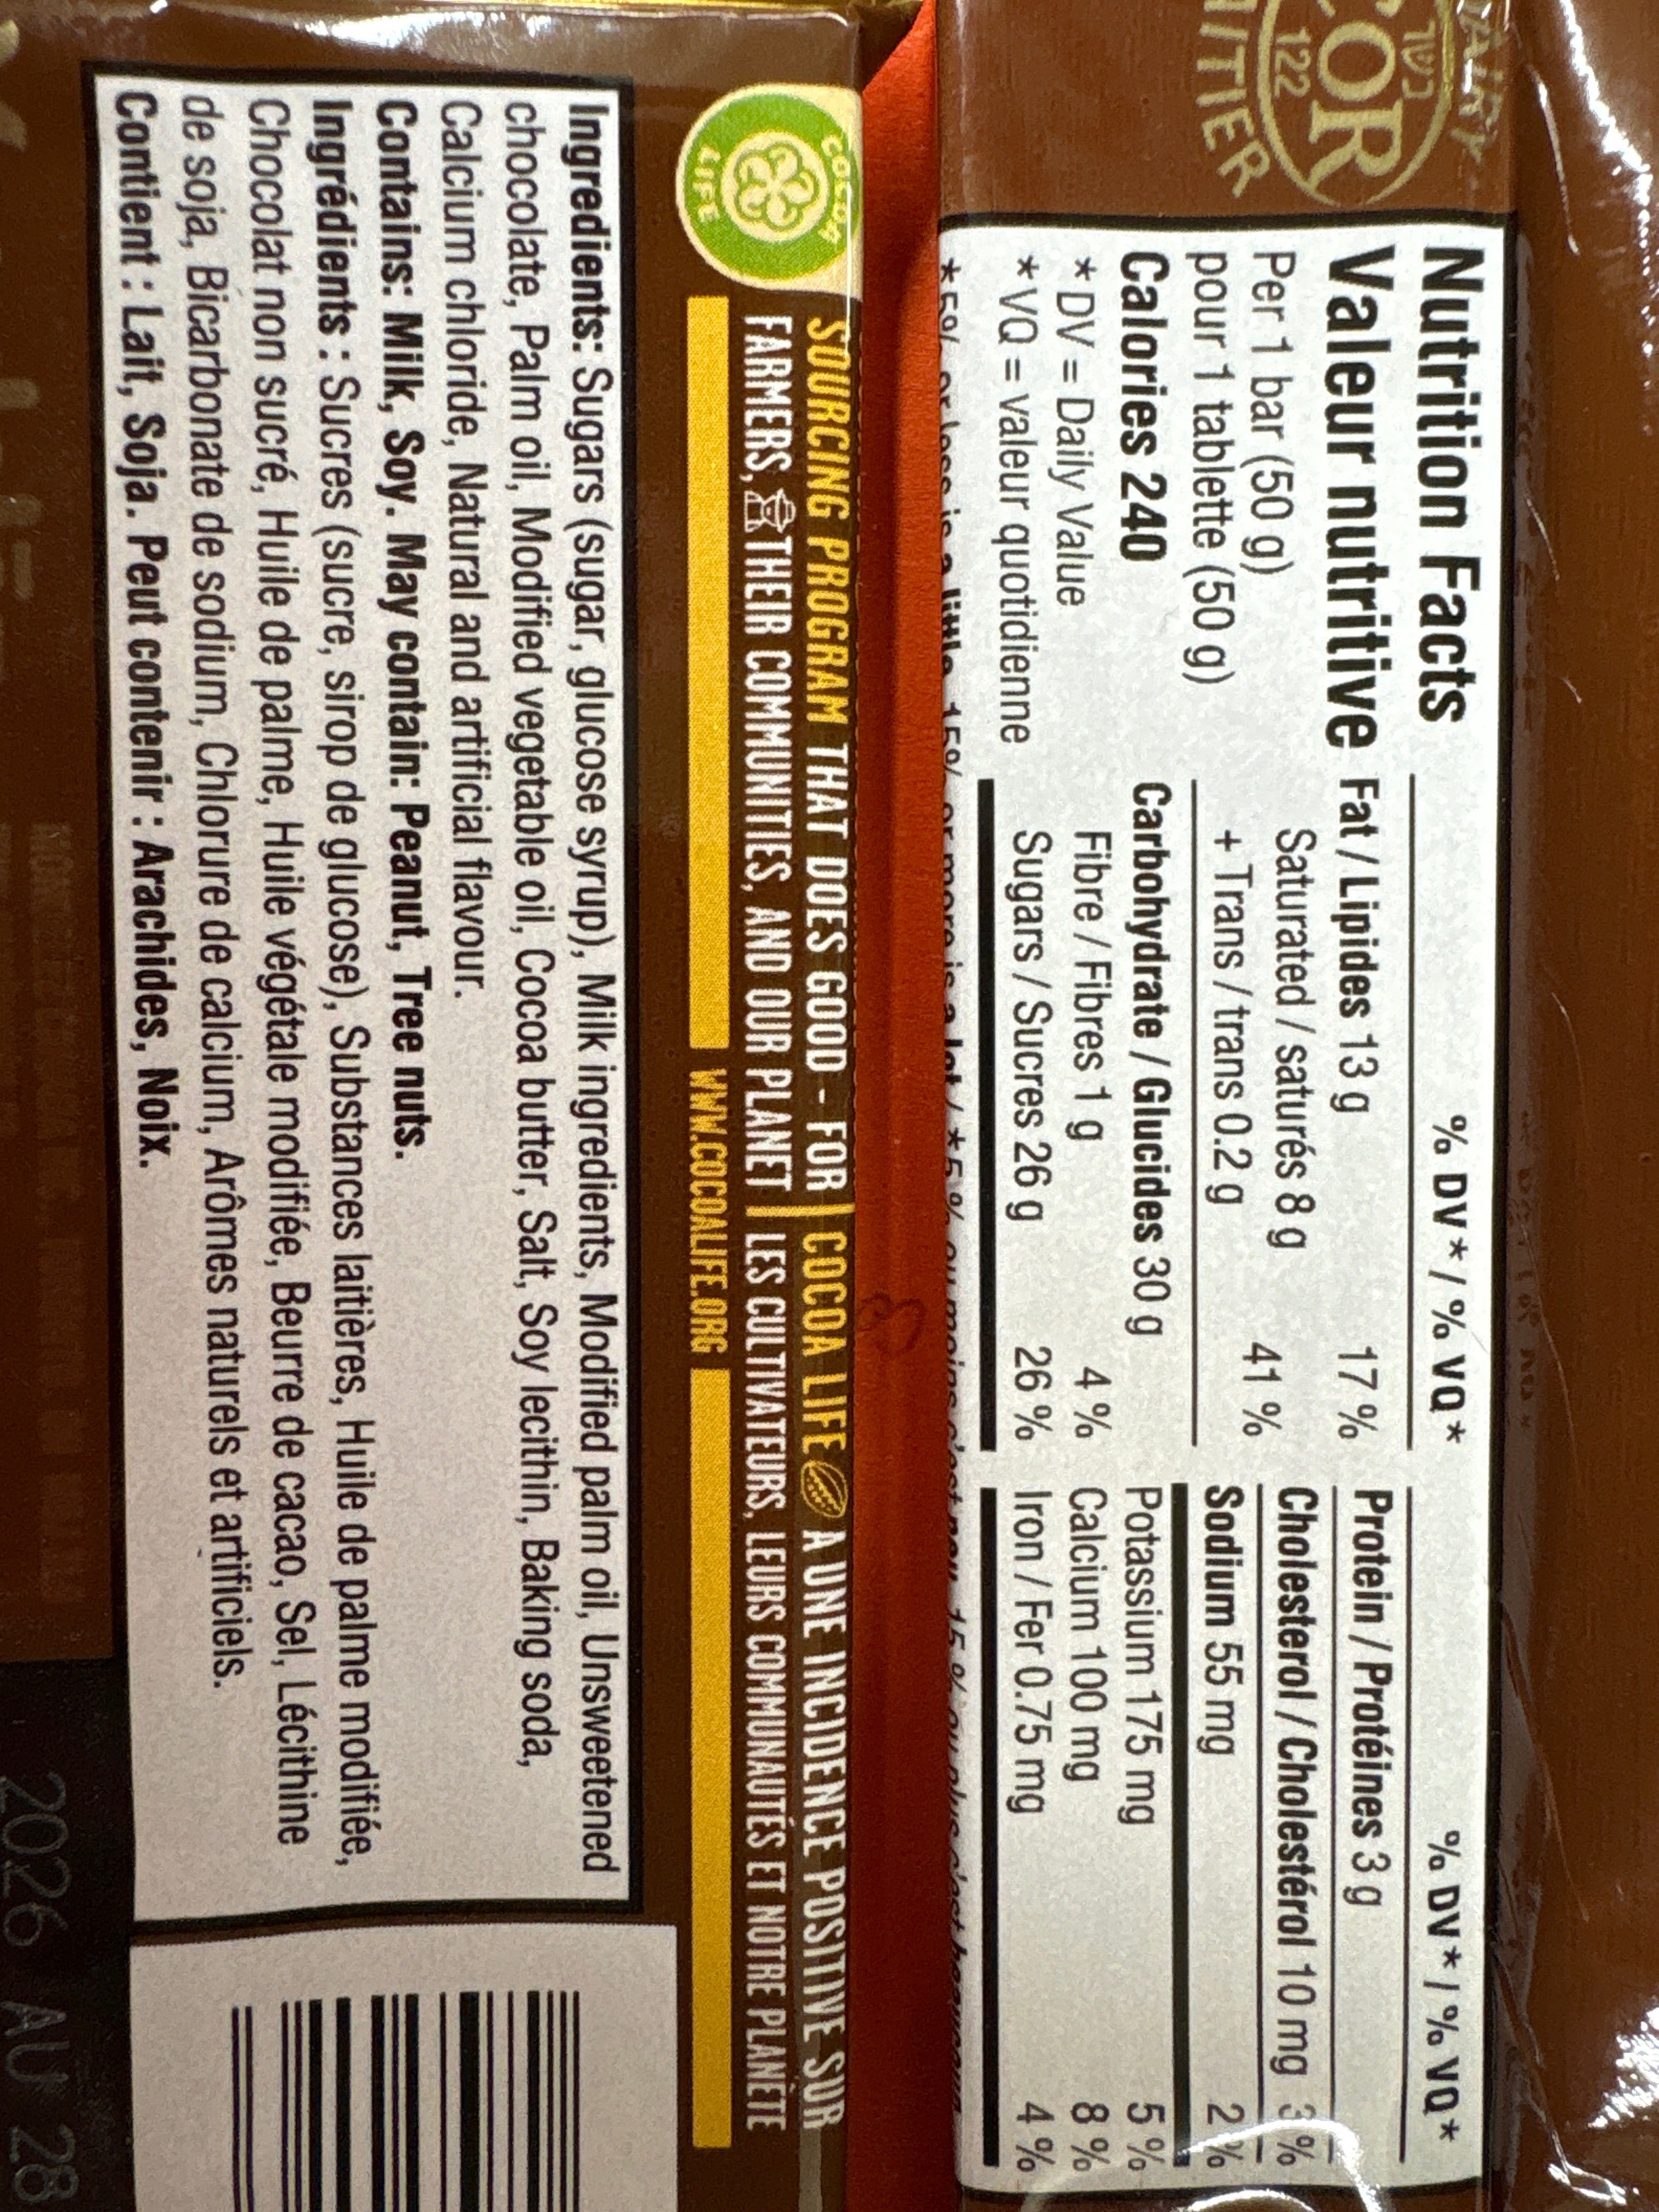 DAIRY
כשר
COR
122
Nutrition Facts
Valeur nutritive
Per 1 bar (50 g)
pour 1 tablette (50 g)
Calories 240
*DV = Daily Value
*VQ = valeur quotidienne
% DV* / % VQ*
Fat / Lipides 13 g 17 %
Saturated / saturés 8 g
+ Trans / trans 0.2 g 41 %
Carbohydrate / Glucides 30 g
Fibre / Fibres 1 g 4 %
Sugars / Sucres 26 g 26 %
% DV* / % VQ*
Protein / Protéines 3 g
Cholesterol / Cholestérol 10 mg 3 %
Sodium 55 mg 2 %
Potassium 175 mg 5 %
Calcium 100 mg 8 %
Iron / Fer 0.75 mg 4 %
COCOA
LIFE
SOURCING PROGRAM THAT DOES GOOD - FOR
FARMERS, THEIR COMMUNITIES, AND OUR PLANET
COCOA LIFE A UNE INCIDENCE POSITIVE SUR
LES CULTIVATEURS, LEURS COMMUNAUTÉS ET NOTRE PLANÈTE
WWW.COCOALIFE.ORG
Ingredients: Sugars (sugar, glucose syrup), Milk ingredients, Modified palm oil, Unsweetened
chocolate, Palm oil, Modified vegetable oil, Cocoa butter, Salt, Soy lecithin, Baking soda,
Calcium chloride, Natural and artificial flavour.
Contains: Milk, Soy. May contain: Peanut, Tree nuts.
Ingrédients : Sucres (sucre, sirop de glucose), Substances laitières, Huile de palme modifiée,
Chocolat non sucré, Huile de palme, Huile végétale modifiée, Beurre de cacao, Sel, Lécithine
de soja, Bicarbonate de sodium, Chlorure de calcium, Arômes naturels et artificiels.
Contient : Lait, Soja. Peut contenir : Arachides, Noix.
2026 AU 28